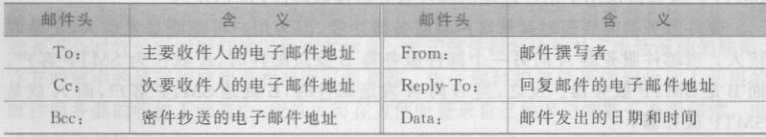 邮件头 含 义 邮件头 含 义
To: 主要收件人的电子邮件地址 From: 邮件撰写者
Cc: 次要收件人的电子邮件地址 Reply-To: 回复邮件的电子邮件地址
Bcc: 密件抄送的电子邮件地址 Data: 邮件发出的日期和时间